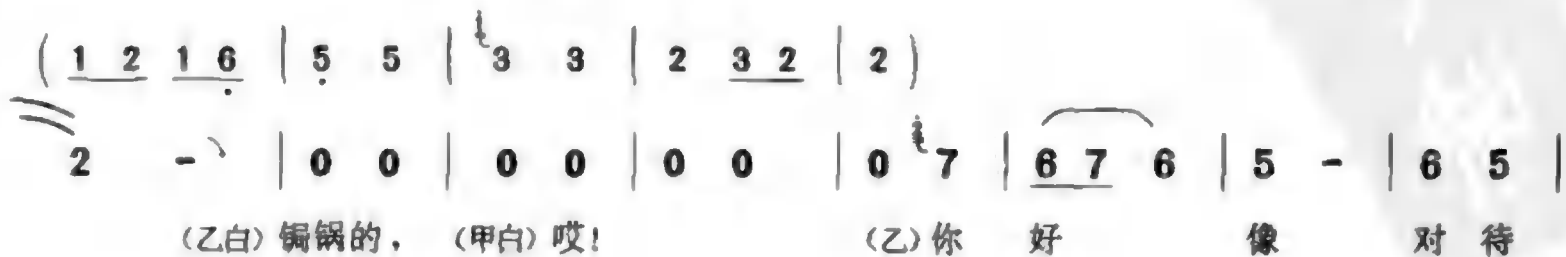 ( 1 2 1 6̣ | 5̣ 5 | 3 3 | 2 3 2 | 2 )
2 - | 0 0 | 0 0 | 0 0 | 0 7 | 6 7 6 | 5 - | 6 5 |
(乙白) 锔锅的, (甲白) 哎! (乙) 你 好 像 对 待